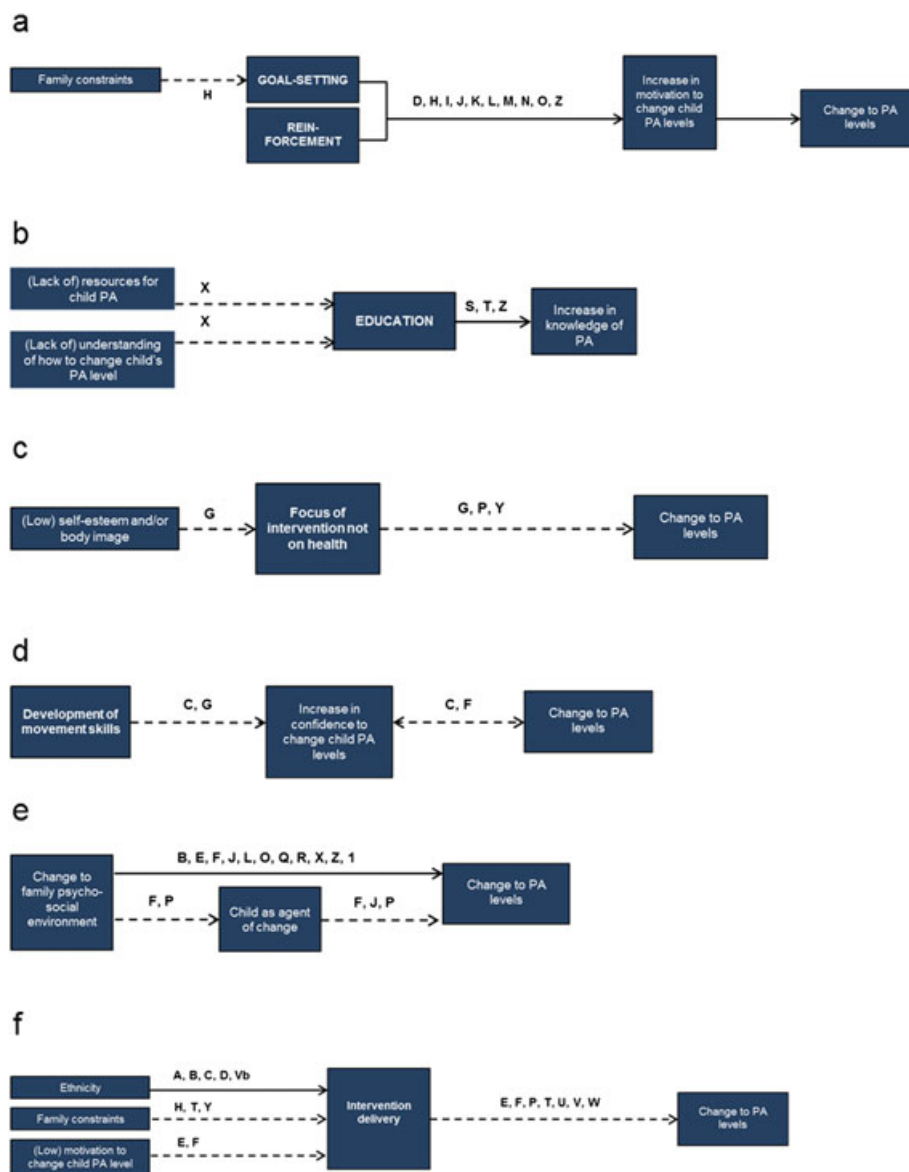 a
Family constraints
H
GOAL-SETTING
REIN-
FORCEMENT
D, H, I, J, K, L, M, N, O, Z
Increase in
motivation to
change child
PA levels
Change to PA
levels
b
(Lack of) resources for
child PA
X
X
(Lack of) understanding
of how to change child's
PA level
EDUCATION
S, T, Z
Increase in
knowledge of
PA
c
(Low) self-esteem and/or
body image
G
Focus of
intervention not
on health
G, P, Y
Change to PA
levels
d
Development of
movement skills
C, G
Increase in
confidence to
change child PA
levels
C, F
Change to PA
levels
e
Change to
family psycho-
social
environment
B, E, F, J, L, O, Q, R, X, Z, 1
F, P
Child as agent
of change
F, J, P
Change to PA
levels
f
Ethnicity
A, B, C, D, Vb
Family constraints
H, T, Y
(Low) motivation to
change child PA level
E, F
Intervention
delivery
E, F, P, T, U, V, W
Change to PA
levels